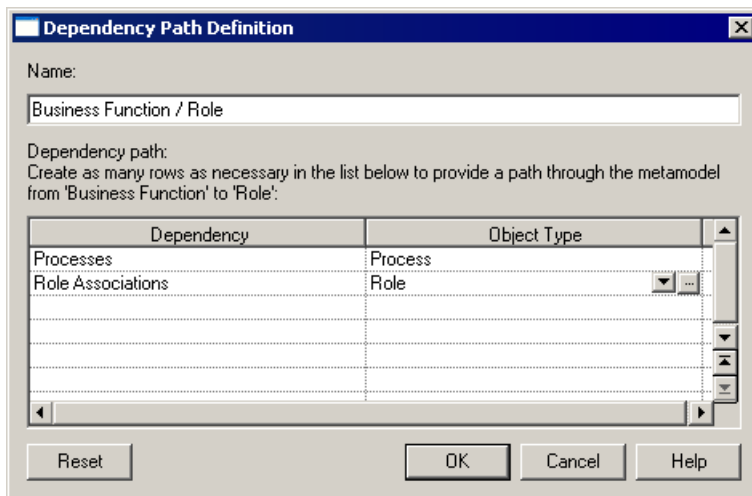 Dependency Path Definition
Name:
Business Function / Role
Dependency path:
Create as many rows as necessary in the list below to provide a path through the metamodel
from 'Business Function' to 'Role':
Dependency Object Type
Processes Process
Role Associations Role ...
Reset OK Cancel Help